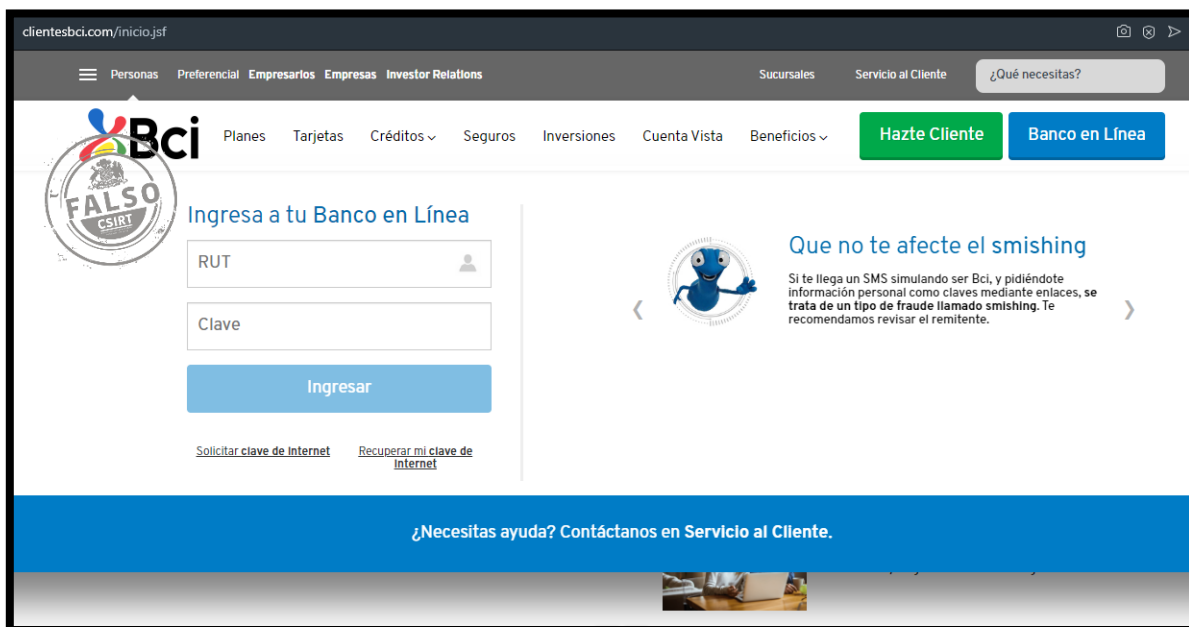 clientesbci.com/inicio.jsf
Personas Preferencial Empresarios Empresas Investor Relations Sucursales Servicio al Cliente ¿Qué necesitas?
Bci Planes Tarjetas Créditos Seguros Inversiones Cuenta Vista Beneficios Hazte Cliente Banco en Línea
FALSO
CSIRT
Ingresa a tu Banco en Línea
RUT
Clave
Ingresar
Solicitar clave de Internet
Recuperar mi clave de
Internet
Que no te afecte el smishing
Si te llega un SMS simulando ser Bci, y pidiéndote
información personal como claves mediante enlaces, se
trata de un tipo de fraude llamado smishing. Te
recomendamos revisar el remitente.
¿Necesitas ayuda? Contáctanos en Servicio al Cliente.